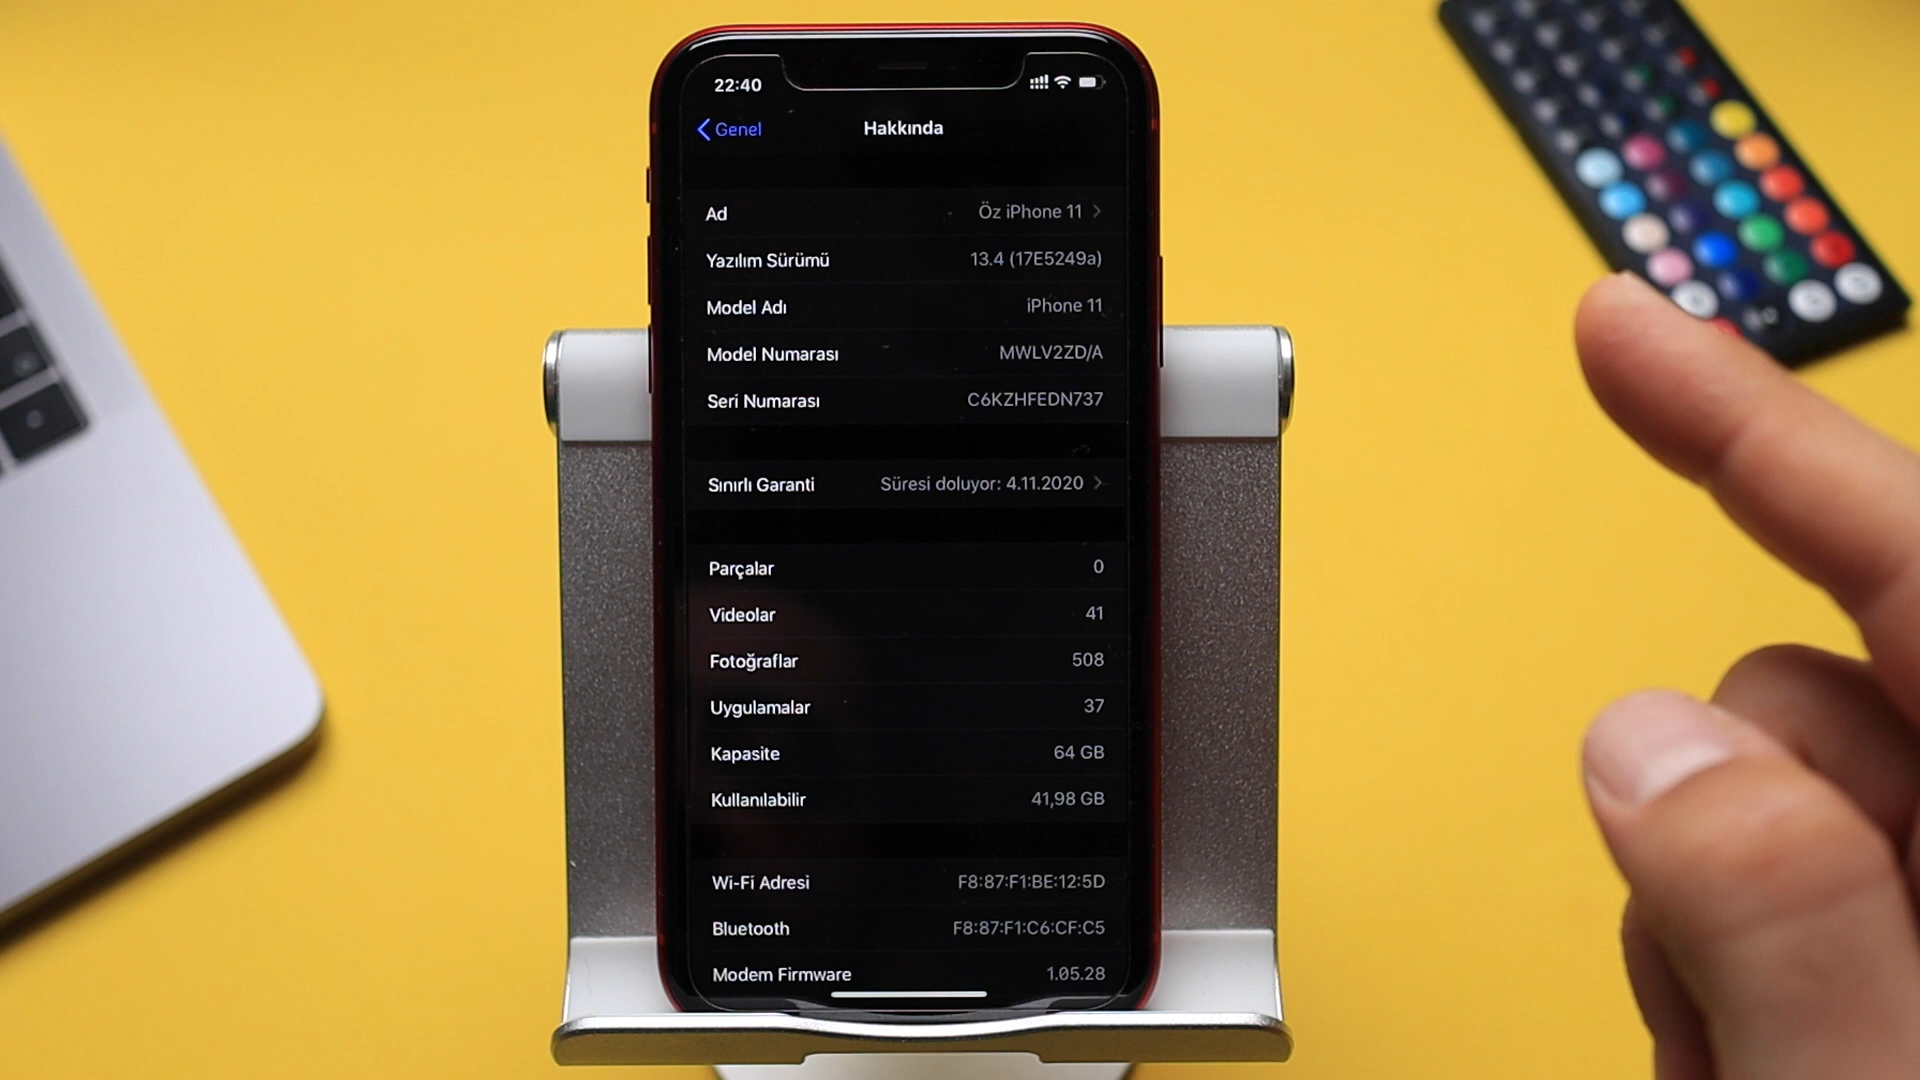 22:40
Genel
Hakkında
Ad Öz iPhone 11
Yazılım Sürümü 13.4 (17E5249a)
Model Adı iPhone 11
Model Numarası MWLV2ZD/A
Seri Numarası C6KZHFEDN737
Sınırlı Garanti Süresi doluyor: 4.11.2020
Parçalar 0
Videolar 41
Fotoğraflar 508
Uygulamalar 37
Kapasite 64 GB
Kullanılabilir 41,98 GB
Wi-Fi Adresi F8:87:F1:BE:12:5D
Bluetooth F8:87:F1:C6:CF:C5
Modem Firmware 1.05.28